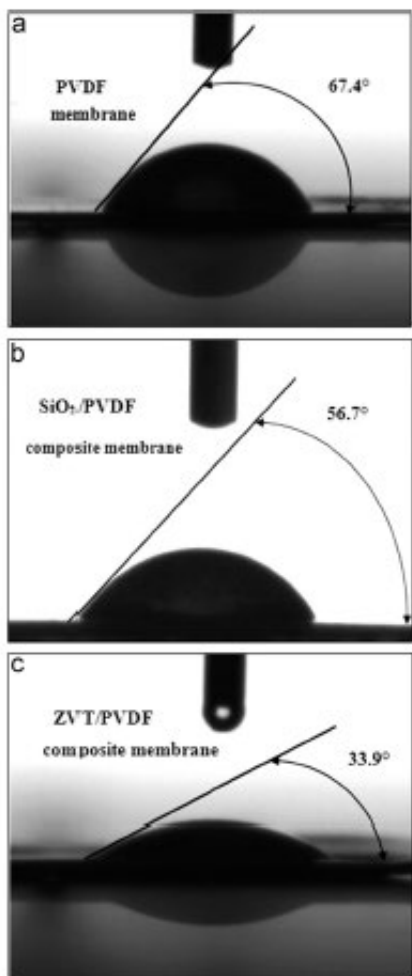 a
PVDF
membrane
67.4°
b
SiO₂/PVDF
composite membrane
56.7°
c
ZVT/PVDF
composite membrane
33.9°